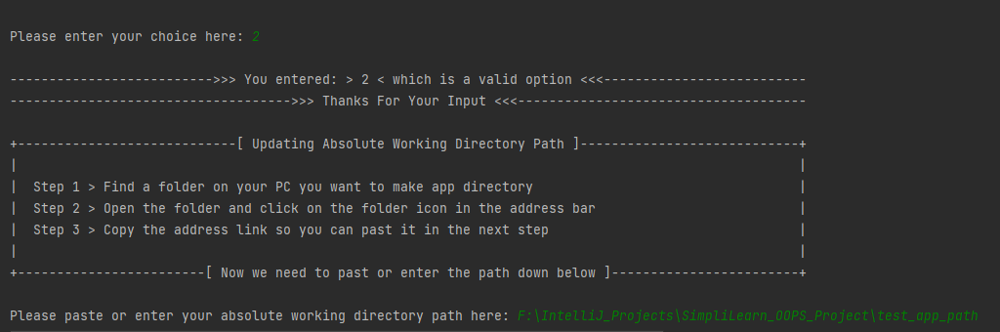 Please enter your choice here: 2
-------------------------->>> You entered: > 2 < which is a valid option <<<--------------------------
------------------------------------>>> Thanks For Your Input <<<-------------------------------------
+----------------------------[ Updating Absolute Working Directory Path ]----------------------------+
|                                                                                                    |
|  Step 1 > Find a folder on your PC you want to make app directory                                  |
|  Step 2 > Open the folder and click on the folder icon in the address bar                          |
|  Step 3 > Copy the address link so you can past it in the next step                                |
|                                                                                                    |
+------------------------[ Now we need to past or enter the path down below ]------------------------+
Please paste or enter your absolute working directory path here: F:\IntelliJ_Projects\SimpliLearn_OOPS_Project\test_app_path